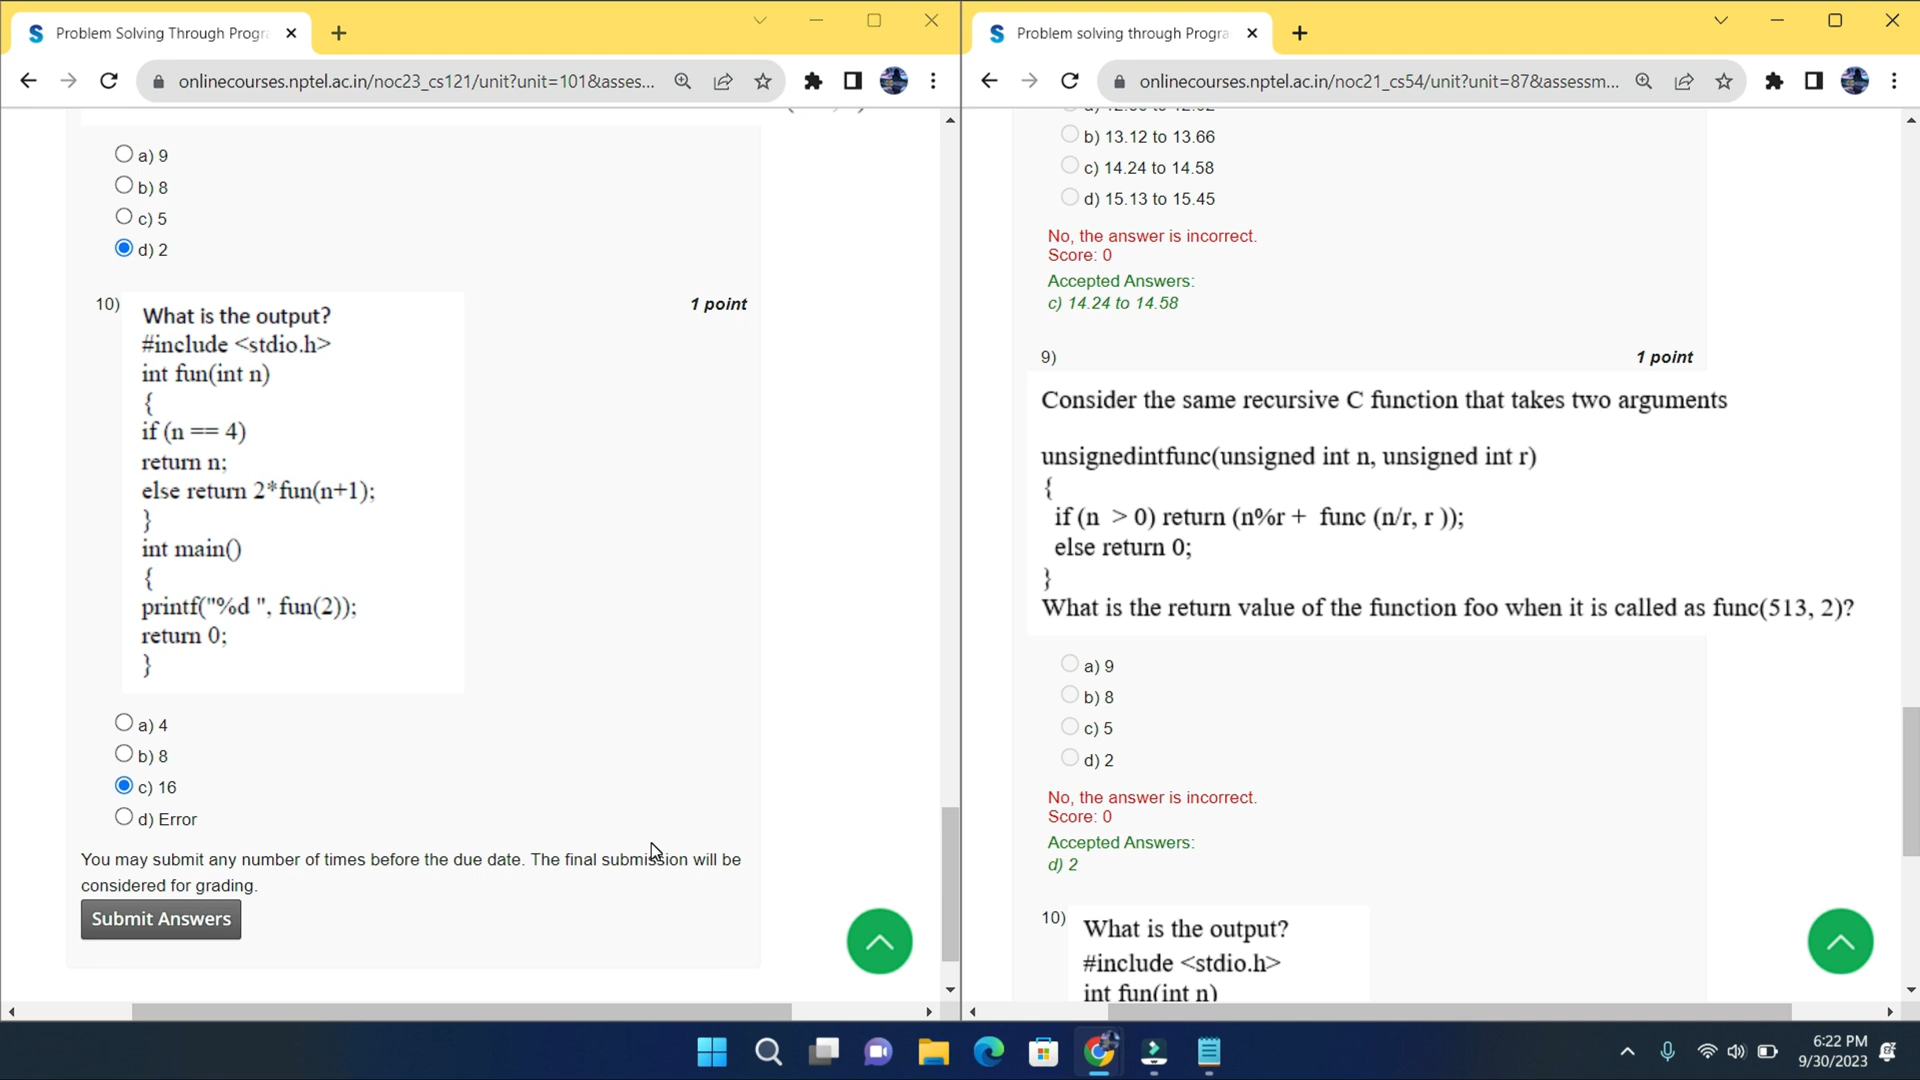 Problem Solving Through Progra
onlinecourses.nptel.ac.in/noc23_cs121/unit?unit=101&asses...
a) 9
b) 8
c) 5
d) 2
10)
1 point
What is the output?
#include <stdio.h>
int fun(int n)
{
if (n == 4)
return n;
else return 2*fun(n+1);
}
int main()
{
printf("%d ", fun(2));
return 0;
}
a) 4
b) 8
c) 16
d) Error
You may submit any number of times before the due date. The final submission will be
considered for grading.
Submit Answers
Problem solving through Progra
onlinecourses.nptel.ac.in/noc21_cs54/unit?unit=87&assessm...
b) 13.12 to 13.66
c) 14.24 to 14.58
d) 15.13 to 15.45
No, the answer is incorrect.
Score: 0
Accepted Answers:
c) 14.24 to 14.58
9)
1 point
Consider the same recursive C function that takes two arguments
unsignedintfunc(unsigned int n, unsigned int r)
{
if (n > 0) return (n%r + func (n/r, r ));
else return 0;
}
What is the return value of the function foo when it is called as func(513, 2)?
a) 9
b) 8
c) 5
d) 2
No, the answer is incorrect.
Score: 0
Accepted Answers:
d) 2
10)
What is the output?
#include <stdio.h>
int fun(int n)
6:22 PM
9/30/2023